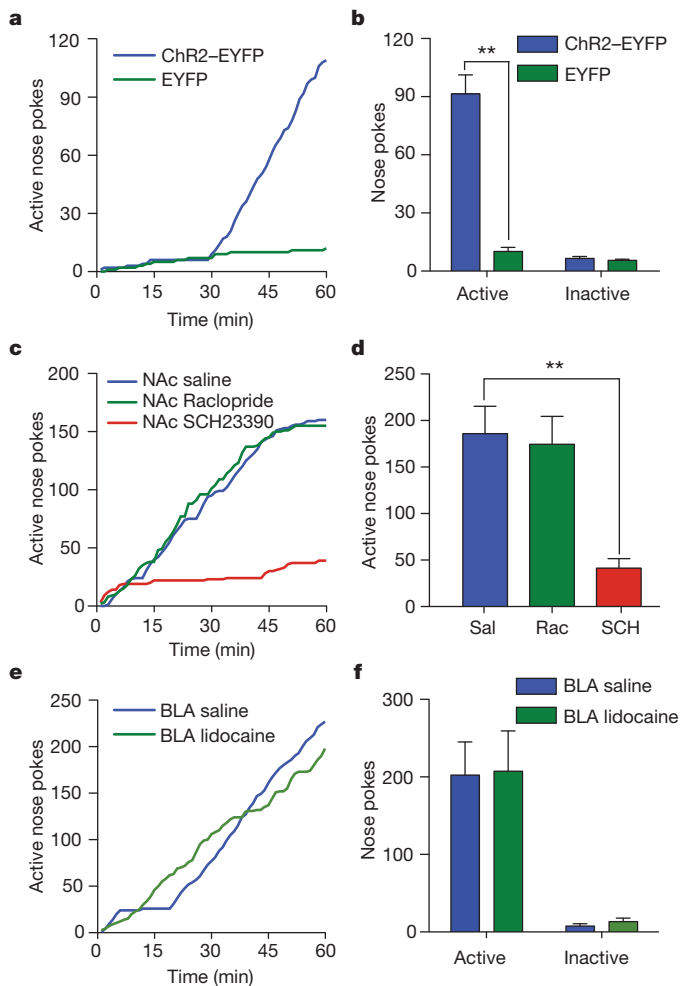 a
120
90
60
30
0
Active nose pokes
ChR2–EYFP
EYFP
0 15 30 45 60
Time (min)
b
120
90
60
30
0
Nose pokes
**
ChR2–EYFP
EYFP
Active Inactive
c
200
150
100
50
0
Active nose pokes
NAc saline
NAc Raclopride
NAc SCH23390
0 15 30 45 60
Time (min)
d
250
200
150
100
50
0
Active nose pokes
**
Sal Rac SCH
e
250
200
150
100
50
0
Active nose pokes
BLA saline
BLA lidocaine
0 15 30 45 60
Time (min)
f
300
200
100
0
Nose pokes
BLA saline
BLA lidocaine
Active Inactive